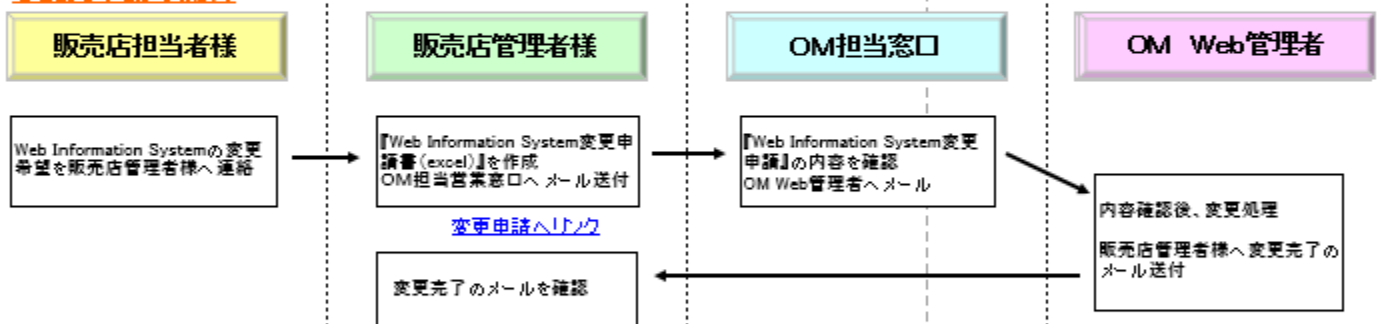 販売店担当者様
販売店管理者様
OM担当窓口
OM Web管理者
Web Information Systemの変更
希望を販売店管理者様へ連絡
『Web Information System変更申
請書(excel)』を作成
OM担当営業窓口へメール送付
変更申請へリンク
『Web Information System変更
申請』の内容を確認
OM Web管理者へメール
内容確認後、変更処理
販売店管理者様へ変更完了の
メール送付
変更完了のメールを確認